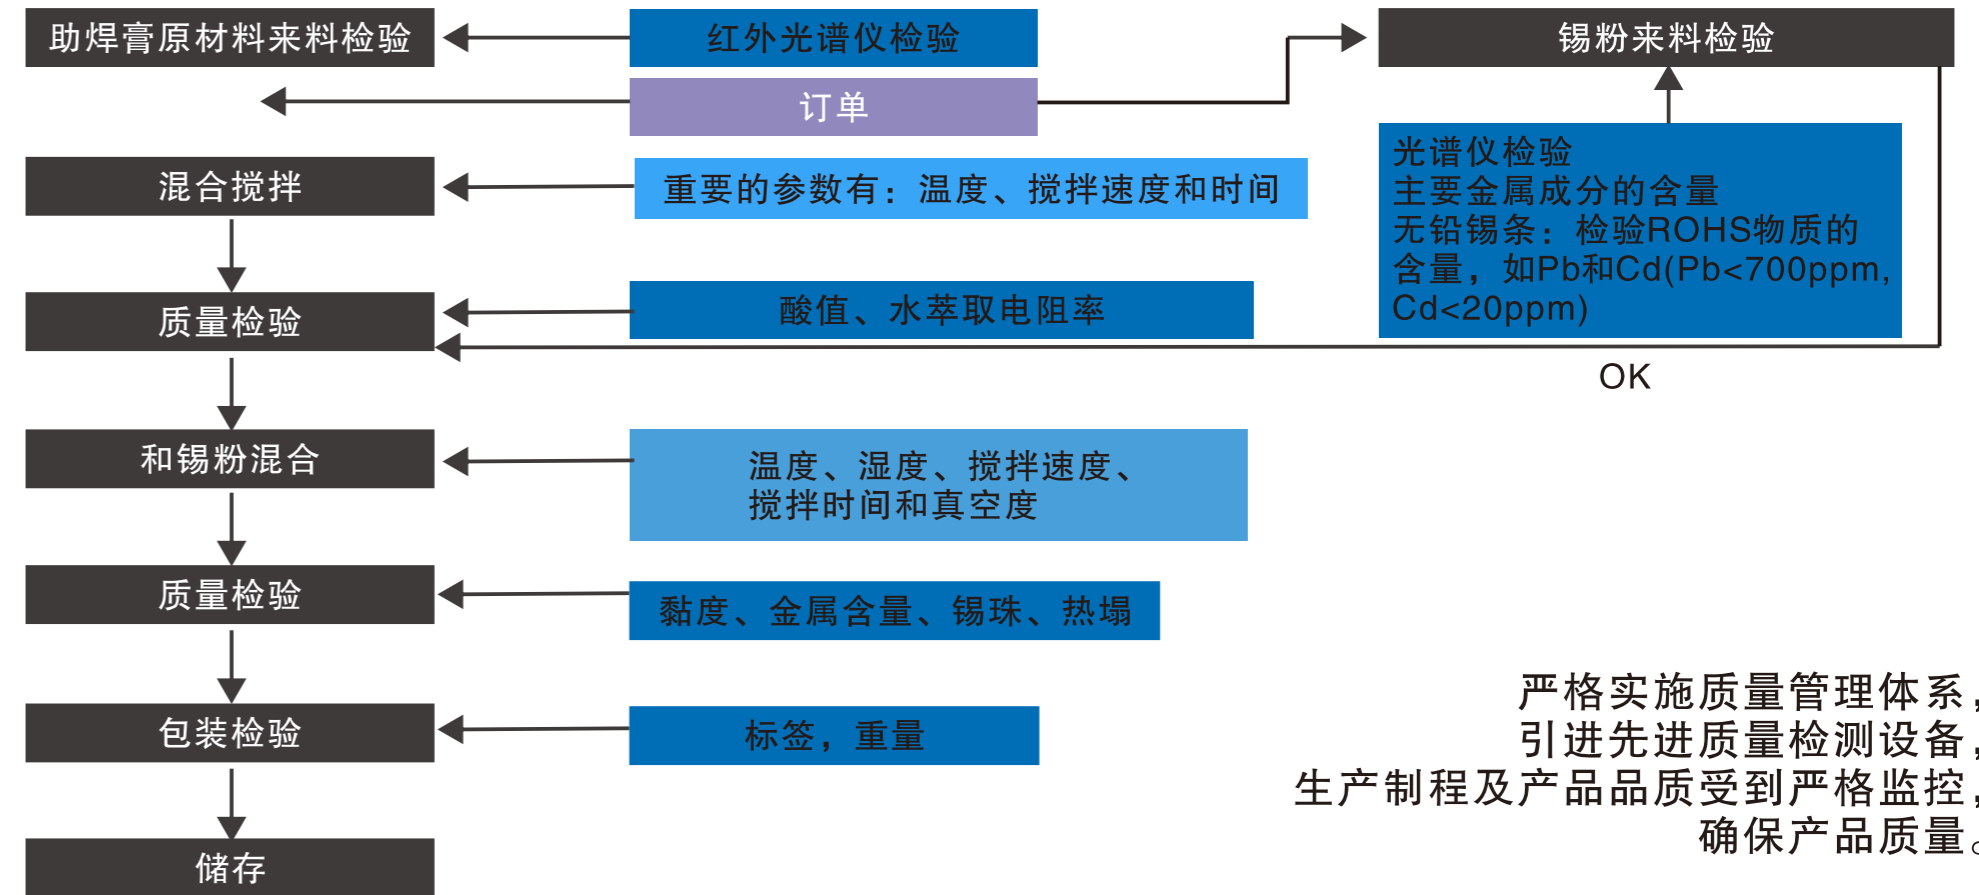 助焊膏原材料来料检验
红外光谱仪检验
锡粉来料检验
订单
光谱仪检验
主要金属成分的含量
无铅锡条：检验ROHS物质的
含量，如Pb和Cd(Pb<700ppm,
Cd<20ppm)
混合搅拌
重要的参数有：温度、搅拌速度和时间
质量检验
酸值、水萃取电阻率
OK
和锡粉混合
温度、湿度、搅拌速度、
搅拌时间和真空度
质量检验
黏度、金属含量、锡珠、热塌
包装检验
标签，重量
储存
严格实施质量管理体系，
引进先进质量检测设备，
生产制程及产品品质受到严格监控，
确保产品质量。